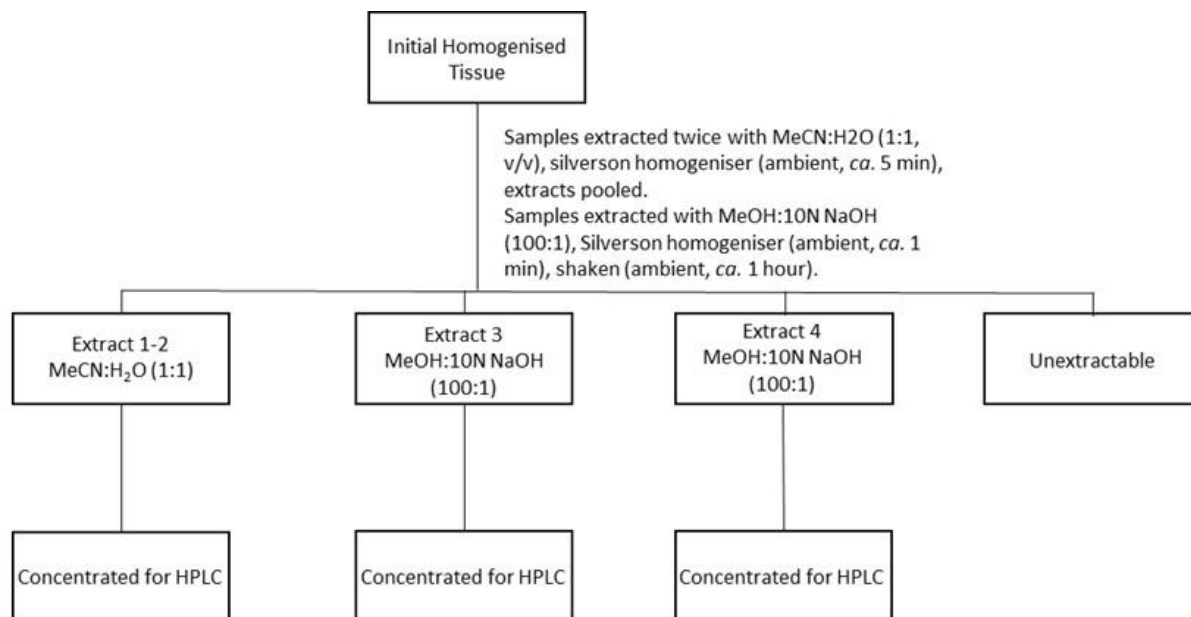 Initial Homogenised
Tissue
Samples extracted twice with MeCN:H2O (1:1,
v/v), silverson homogeniser (ambient, ca. 5 min),
extracts pooled.
Samples extracted with MeOH:10N NaOH
(100:1), Silverson homogeniser (ambient, ca. 1
min), shaken (ambient, ca. 1 hour).
Extract 1-2
MeCN:H₂O (1:1)
Extract 3
MeOH:10N NaOH
(100:1)
Extract 4
MeOH:10N NaOH
(100:1)
Unextractable
Concentrated for HPLC
Concentrated for HPLC
Concentrated for HPLC